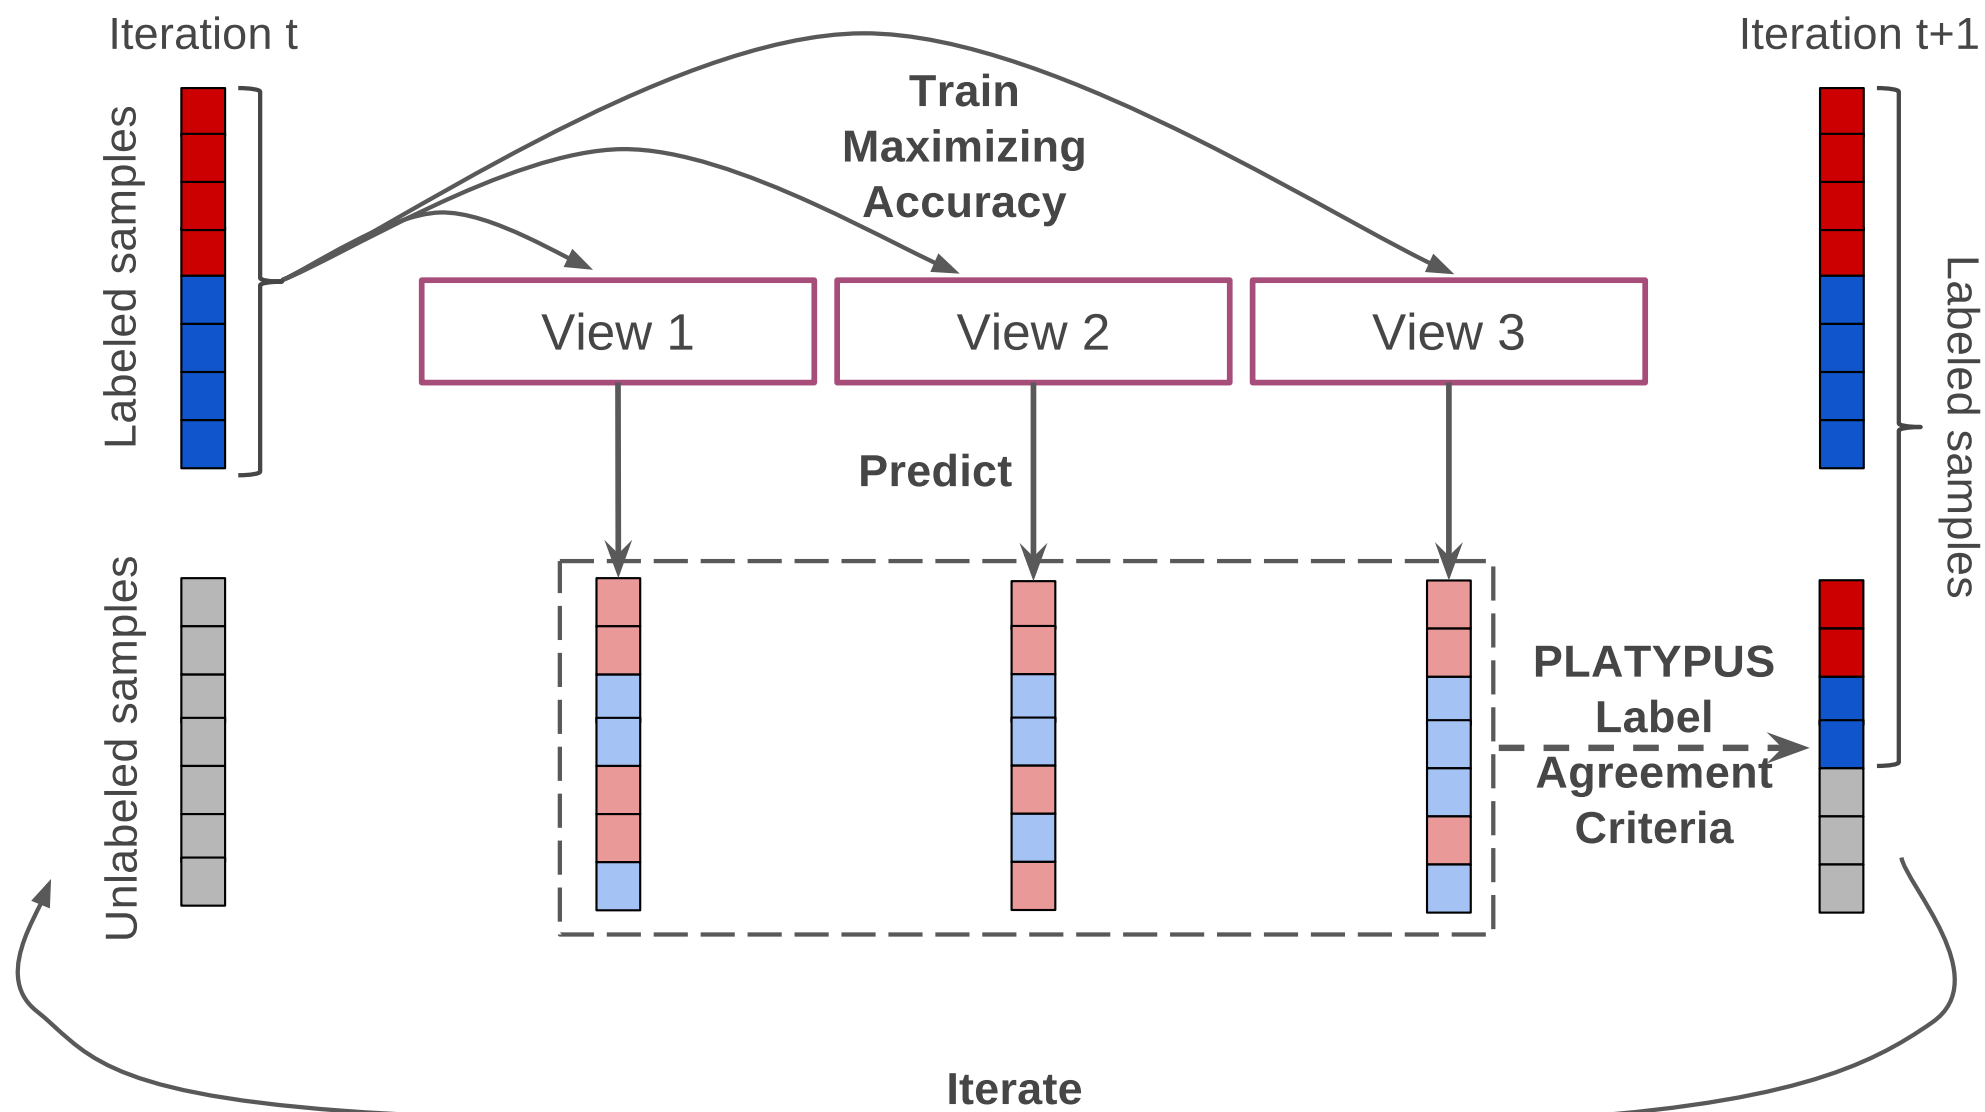 Iteration t
Iteration t+1
Labeled samples
Train
Maximizing
Accuracy
View 1
View 2
View 3
Labeled samples
Predict
Unlabeled samples
PLATYPUS
Label
Agreement
Criteria
Iterate